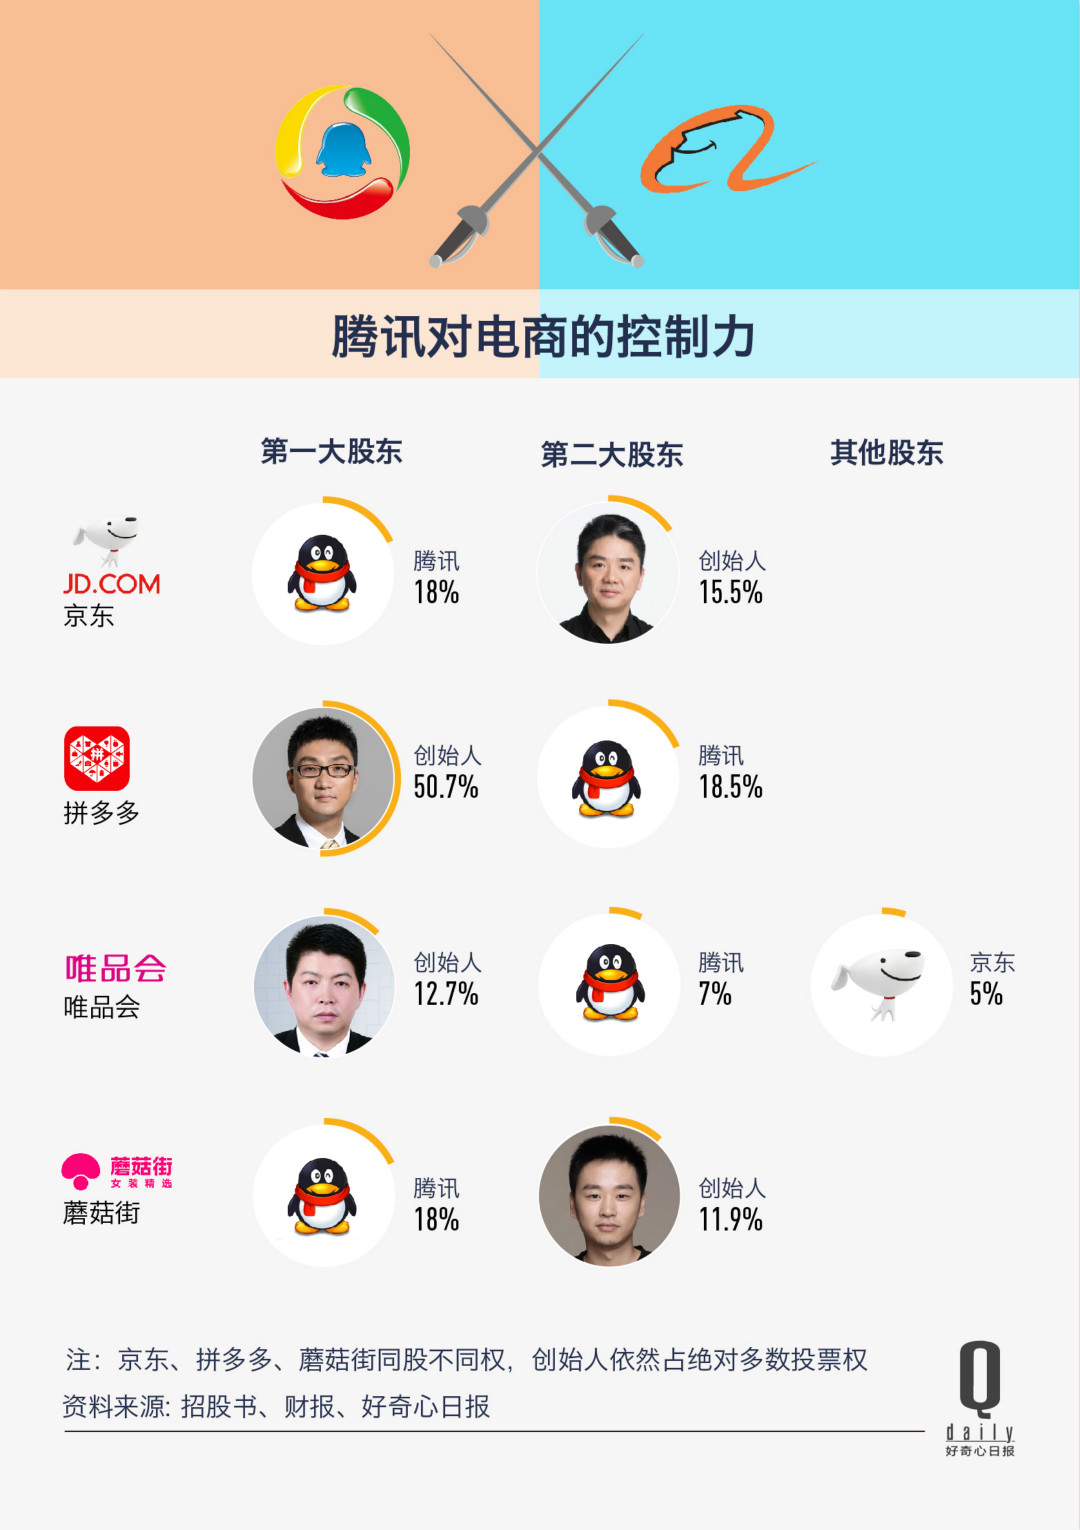 腾讯对电商的控制力
第一大股东 第二大股东 其他股东
JD.COM
京东
腾讯
18%
创始人
15.5%
拼
拼多多
创始人
50.7%
腾讯
18.5%
唯品会
唯品会
创始人
12.7%
腾讯
7%
京东
5%
蘑菇街
女装精选
蘑菇街
腾讯
18%
创始人
11.9%
注：京东、拼多多、蘑菇街同股不同权，创始人依然占绝对多数投票权
资料来源: 招股书、财报、好奇心日报
Q
daily
好奇心日报